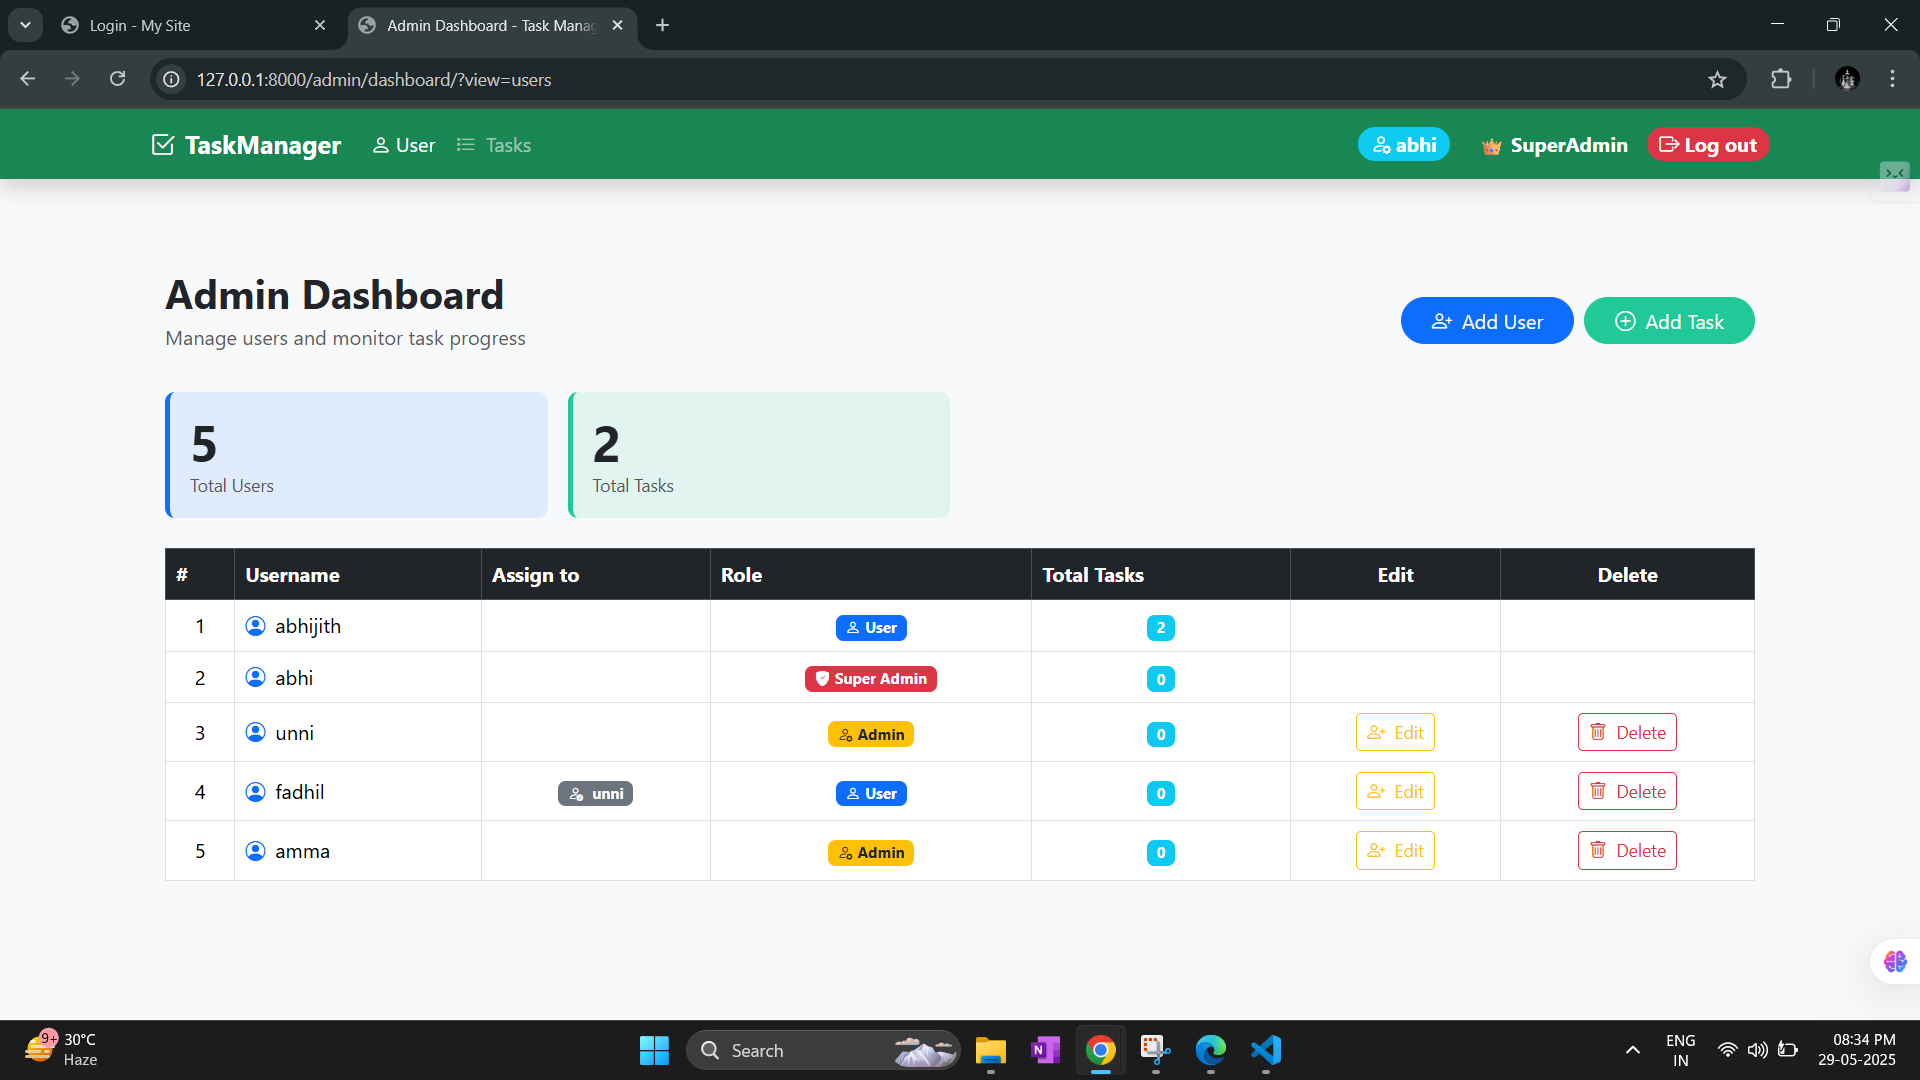 Login - My Site
Admin Dashboard - Task Mana
127.0.0.1:8000/admin/dashboard/?view=users
TaskManager User Tasks abhi SuperAdmin Log out
Admin Dashboard
Manage users and monitor task progress
Add User Add Task
5
Total Users
2
Total Tasks
# Username Assign to Role Total Tasks Edit Delete
1 abhijith User 2
2 abhi Super Admin 0
3 unni Admin 0 Edit Delete
4 fadhil unni User 0 Edit Delete
5 amma Admin 0 Edit Delete
9+ 30°C
Haze
Search
N
ENG
IN
08:34 PM
29-05-2025